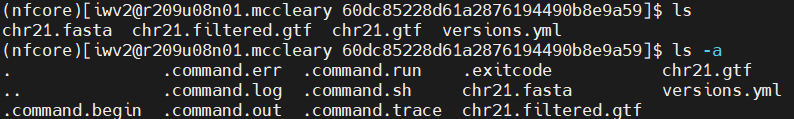 (nfcore)[iwv2@r209u08n01.mccleary 60dc85228d61a2876194490b8e9a59]$ ls
chr21.fasta  chr21.filtered.gtf  chr21.gtf  versions.yml
(nfcore)[iwv2@r209u08n01.mccleary 60dc85228d61a2876194490b8e9a59]$ ls -a
.               .command.err  .command.run    .exitcode           chr21.gtf
..              .command.log  .command.sh     chr21.fasta         versions.yml
.command.begin  .command.out  .command.trace  chr21.filtered.gtf